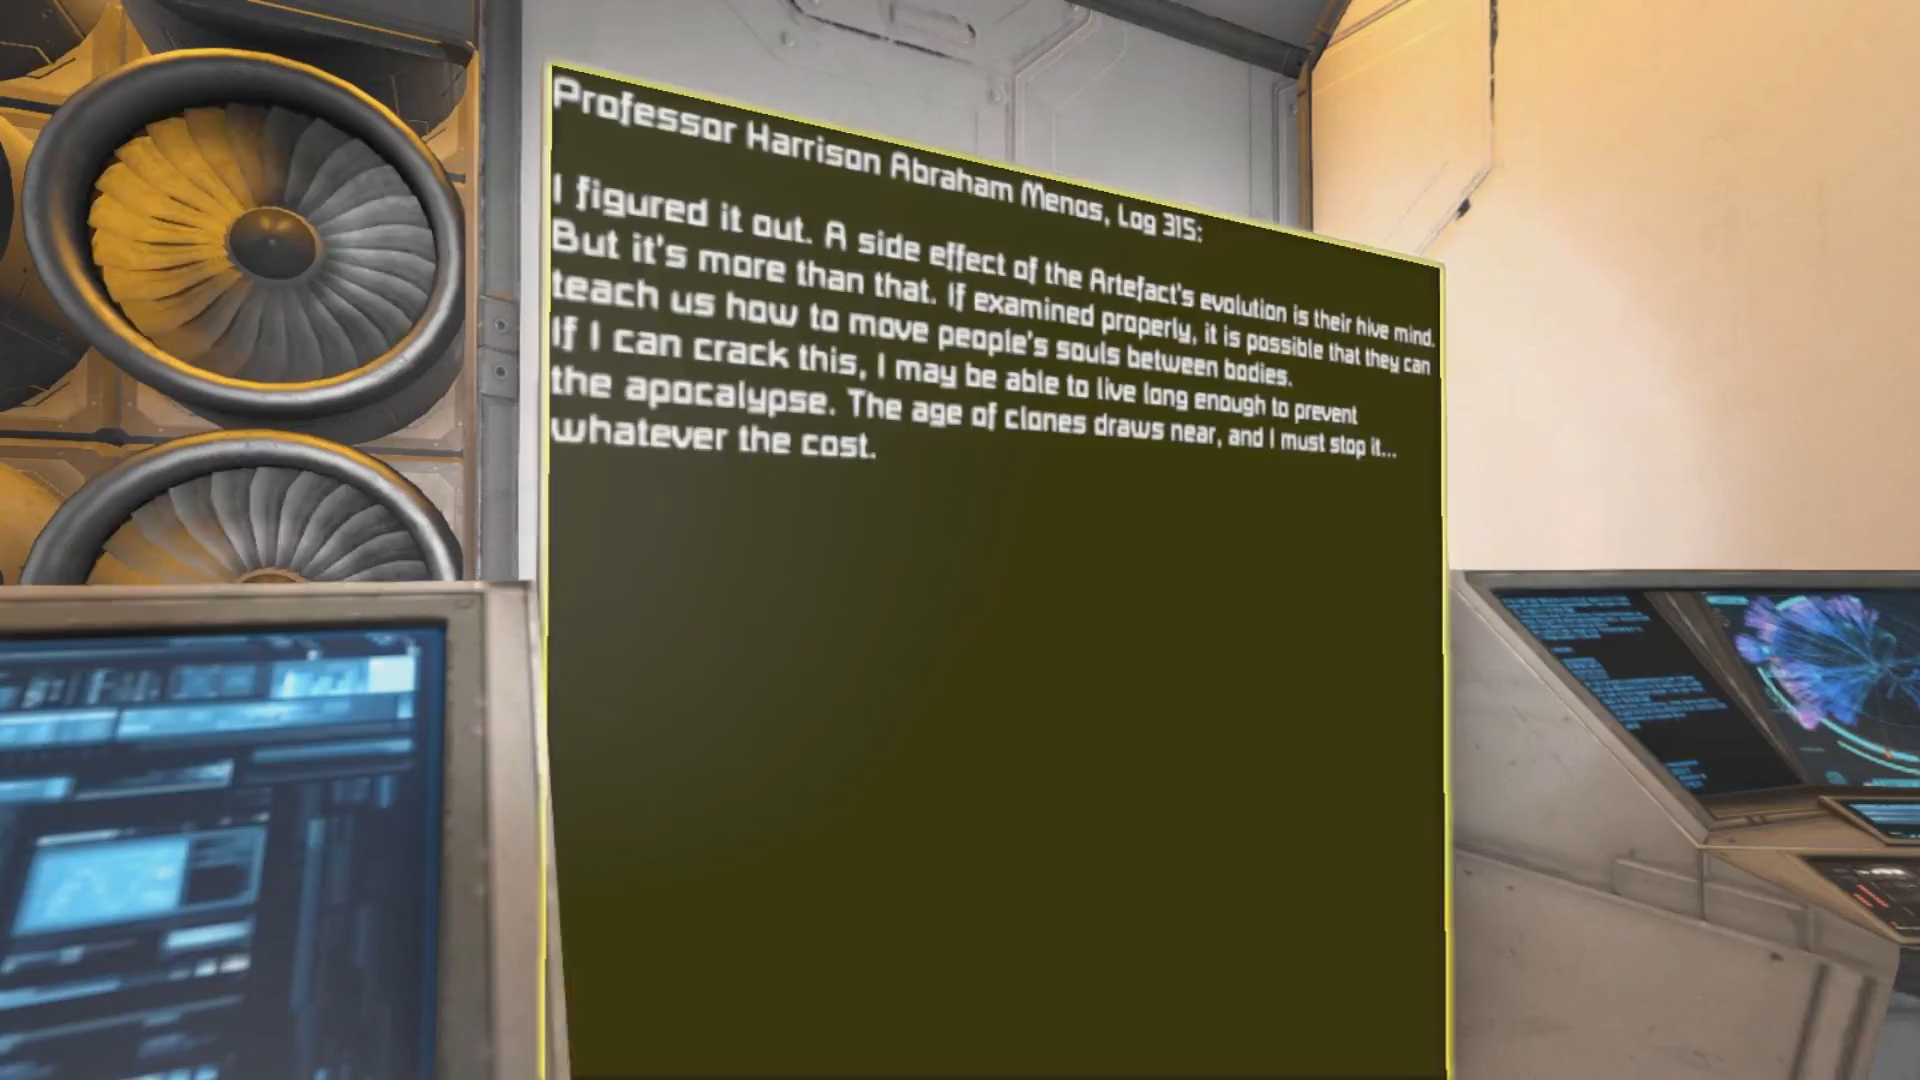 Professor Harrison Abraham Menos, Log 315:
I figured it out. A side effect of the Artefact's evolution is their hive mind.
But it's more than that. If examined properly, it is possible that they can
teach us how to move people's souls between bodies.
If I can crack this, I may be able to live long enough to prevent
the apocalypse. The age of clones draws near, and I must stop it...
whatever the cost.